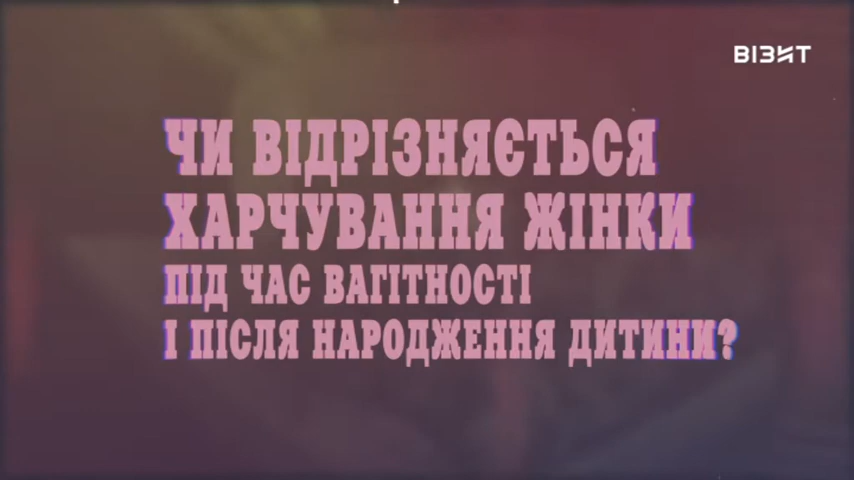 ВІЗИТ
ЧИ ВІДРІЗНЯЄТЬСЯ
ХАРЧУВАННЯ ЖІНКИ
ПІД ЧАС ВАГІТНОСТІ
І ПІСЛЯ НАРОДЖЕННЯ ДИТИНИ?